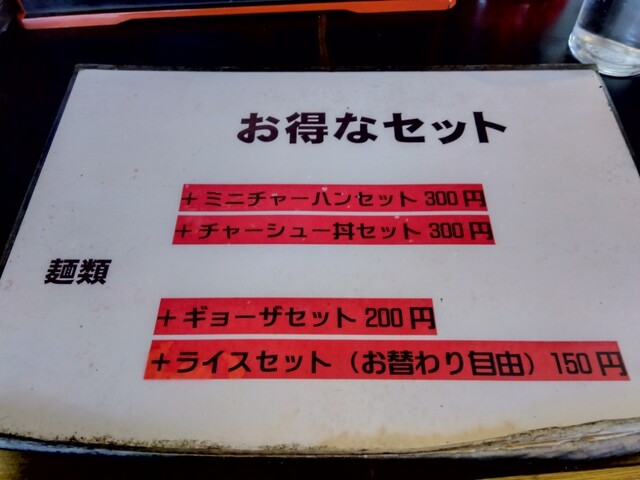 お得なセット
+ミニチャーハンセット 300円
+チャーシュー丼セット 300円
麺類
+ギョーザセット 200円
+ライスセット（お替わり自由）150円